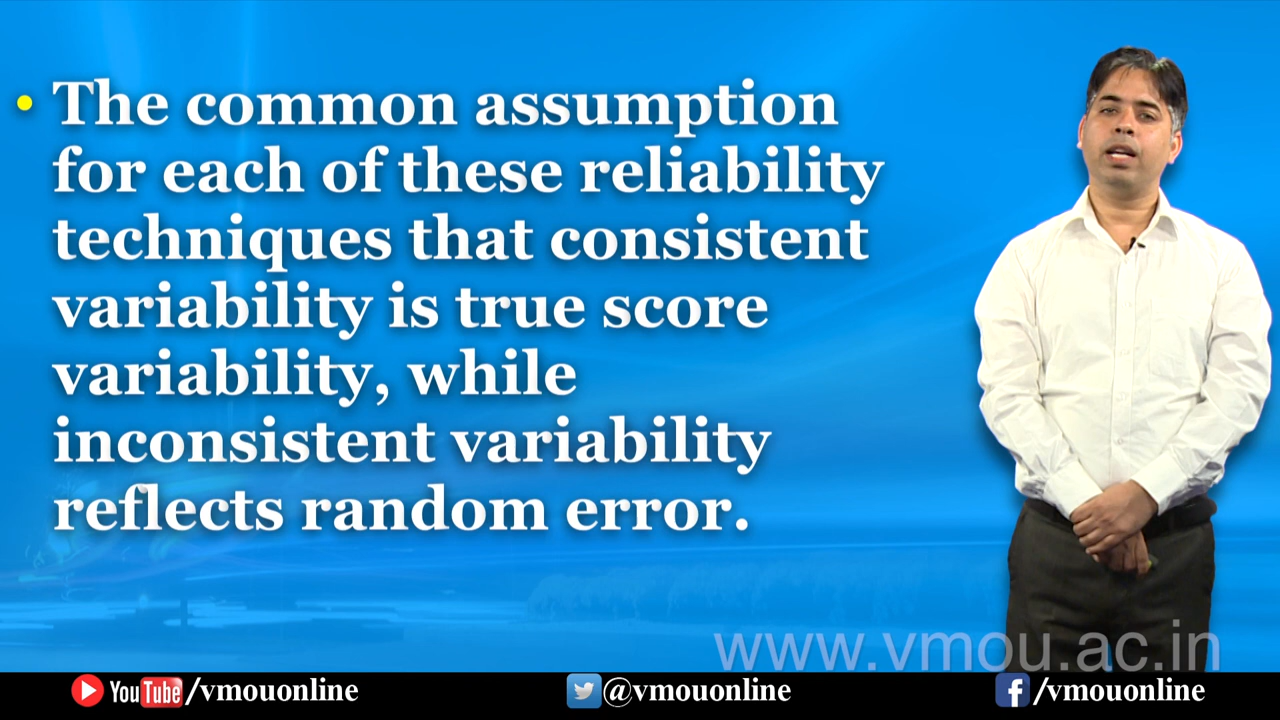 • The common assumption
for each of these reliability
techniques that consistent
variability is true score
variability, while
inconsistent variability
reflects random error.
www.vmou.ac.in
YouTube/vmouonline
@vmouonline
f/vmouonline